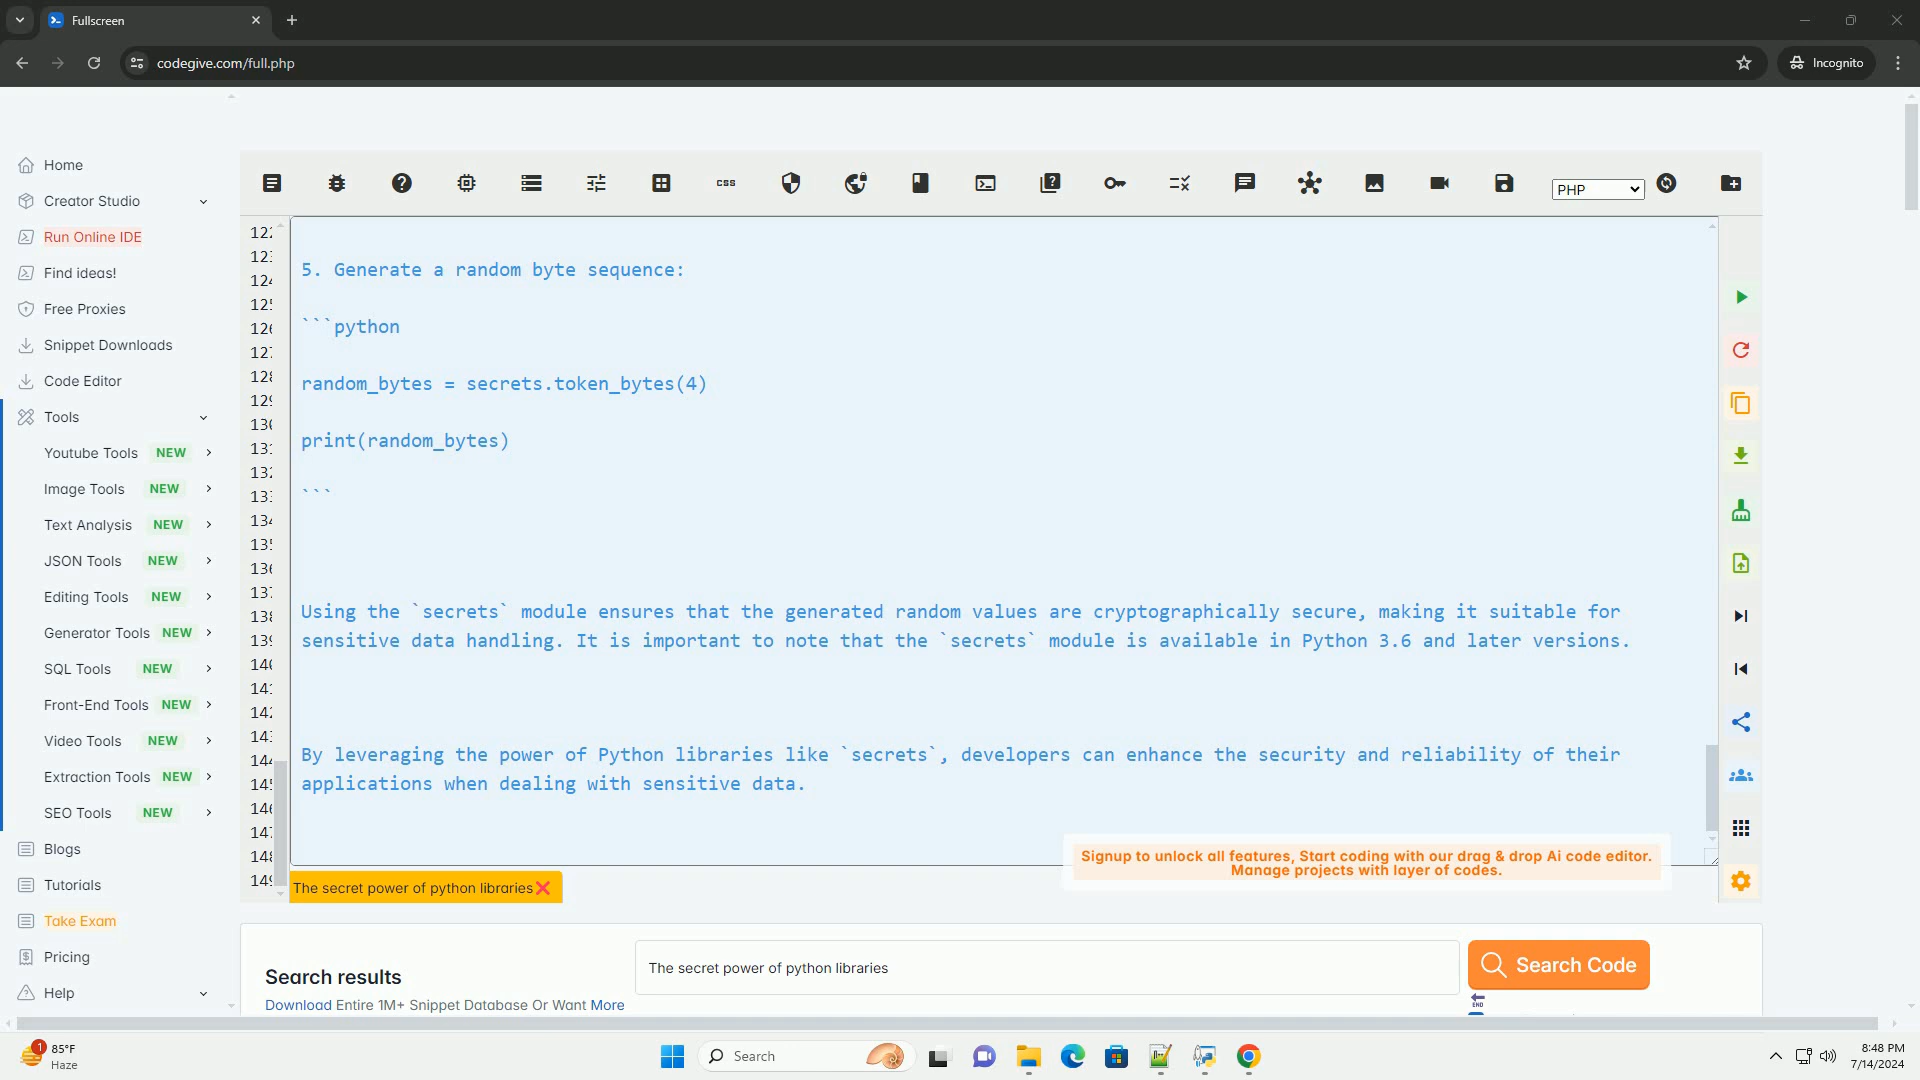 Fullscreen
codegive.com/full.php
Incognito
Home
Creator Studio
Run Online IDE
Find ideas!
Free Proxies
Snippet Downloads
Code Editor
Tools
Youtube Tools NEW
Image Tools NEW
Text Analysis NEW
JSON Tools NEW
Editing Tools NEW
Generator Tools NEW
SQL Tools NEW
Front-End Tools NEW
Video Tools NEW
Extraction Tools NEW
SEO Tools NEW
Blogs
Tutorials
Take Exam
Pricing
Help
css
PHP
5. Generate a random byte sequence:
```python
random_bytes = secrets.token_bytes(4)
print(random_bytes)
```
Using the `secrets` module ensures that the generated random values are cryptographically secure, making it suitable for
sensitive data handling. It is important to note that the `secrets` module is available in Python 3.6 and later versions.
By leveraging the power of Python libraries like `secrets`, developers can enhance the security and reliability of their
applications when dealing with sensitive data.
Signup to unlock all features, Start coding with our drag & drop Ai code editor.
Manage projects with layer of codes.
The secret power of python libraries
Search results
Download Entire 1M+ Snippet Database Or Want More
The secret power of python libraries
Search Code
END
1
85°F
Haze
Search
8:48 PM
7/14/2024